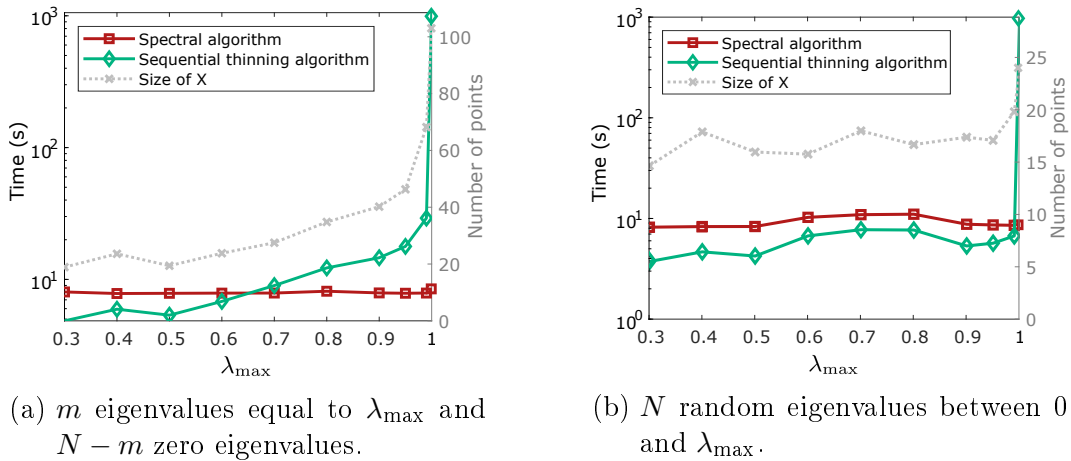 Spectral algorithm
Sequential thinning algorithm
Size of X
Time (s)
10^3
10^2
10^1
Number of points
100
80
60
40
20
0
0.3 0.4 0.5 0.6 0.7 0.8 0.9 1
λmax
(a) m eigenvalues equal to λmax and
N − m zero eigenvalues.
Spectral algorithm
Sequential thinning algorithm
Size of X
Time (s)
10^3
10^2
10^1
10^0
Number of points
25
20
15
10
5
0
0.3 0.4 0.5 0.6 0.7 0.8 0.9 1
λmax
(b) N random eigenvalues between 0
and λmax.